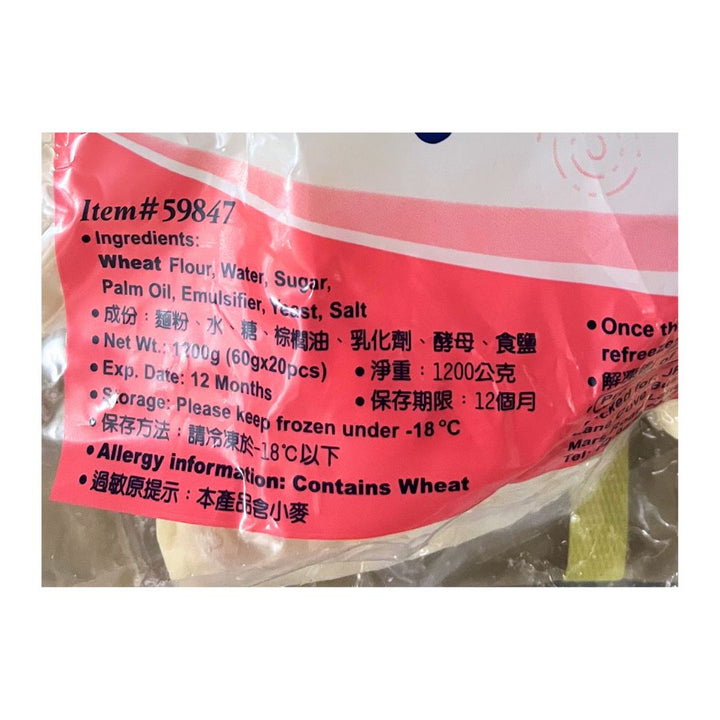 Item# 59847
• Ingredients:
Wheat Flour, Water, Sugar,
Palm Oil, Emulsifier, Yeast, Salt
• 成份：麵粉、水、糖、棕櫚油、乳化劑、酵母、食鹽
• Net Wt.: 1200g (60gx20pcs)
• 淨重：1200公克
• Exp. Date: 12 Months
• 保存期限：12個月
• Storage: Please keep frozen under -18°C
• 保存方法：請冷凍於-18℃以下
• Allergy information: Contains Wheat
• 過敏原提示：本產品含小麥
• Once th
refreeze
• 解凍
Tel: